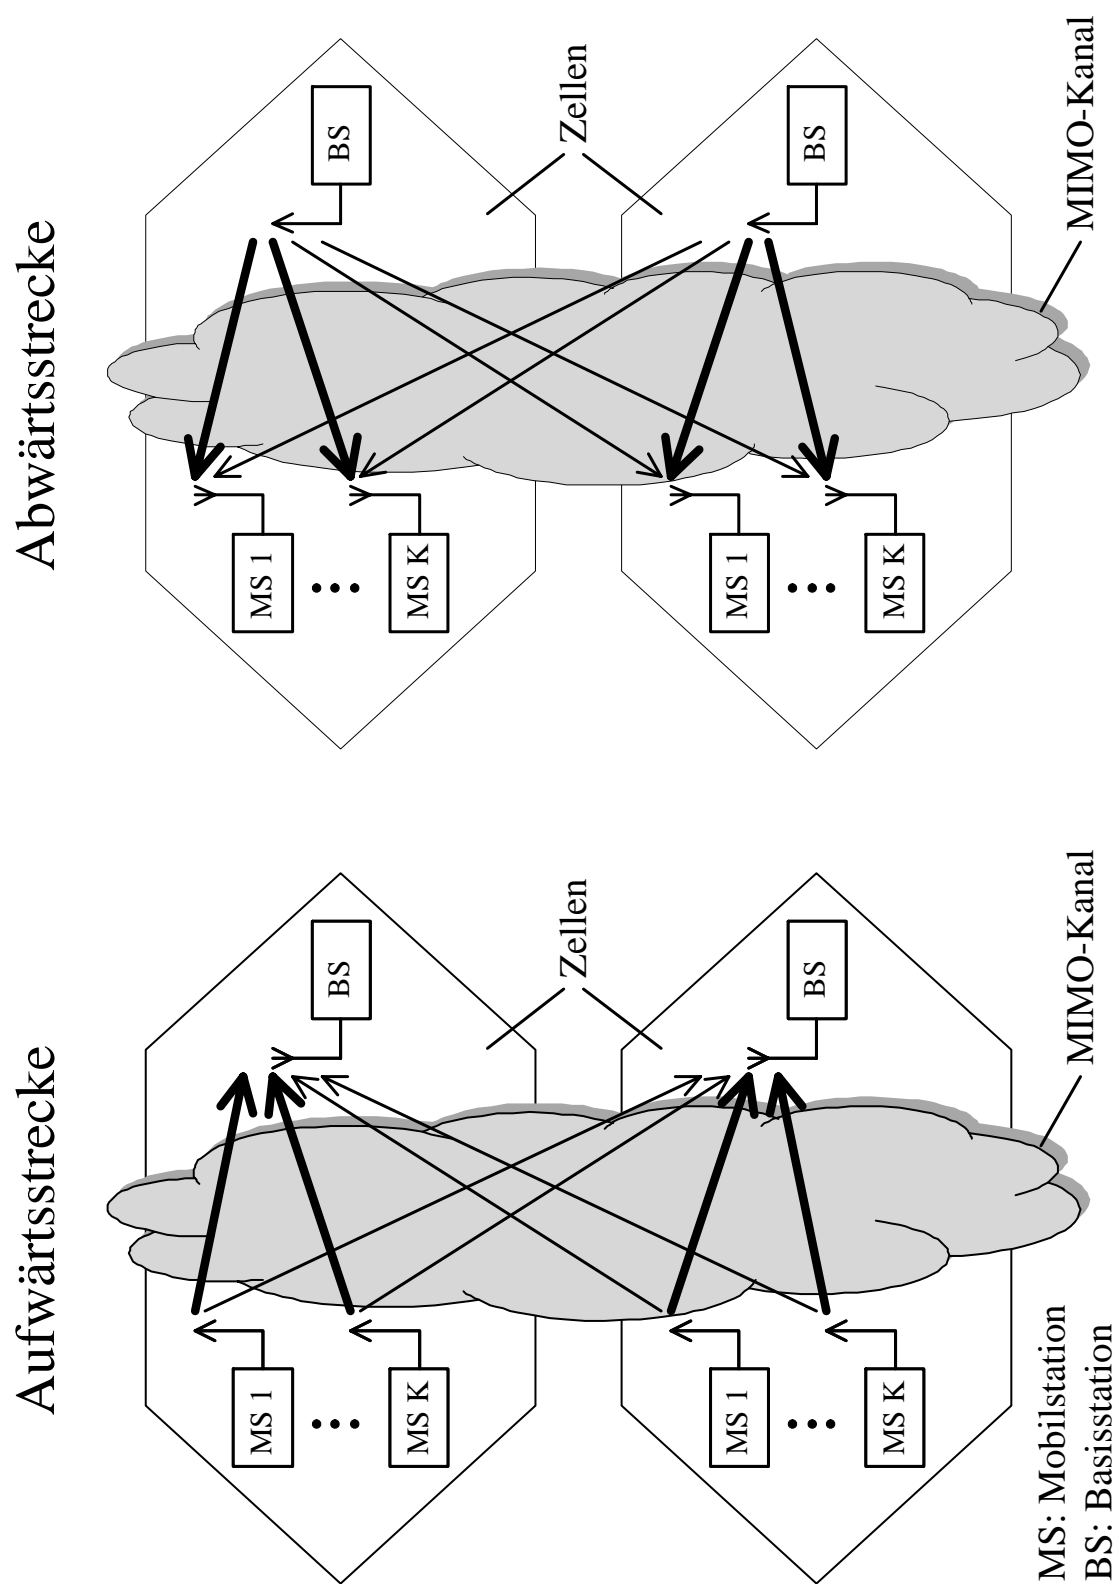 Aufwärtsstrecke
MS 1
MS K
BS
Zellen
MS 1
MS K
BS
MIMO-Kanal
MS: Mobilstation
BS: Basisstation
Abwärtsstrecke
MS 1
MS K
BS
Zellen
MS 1
MS K
BS
MIMO-Kanal